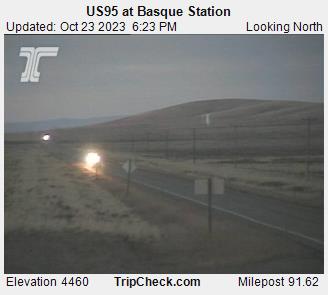 US95 at Basque Station
Updated: Oct 23 2023 6:23 PM Looking North
Elevation 4460 TripCheck.com Milepost 91.62